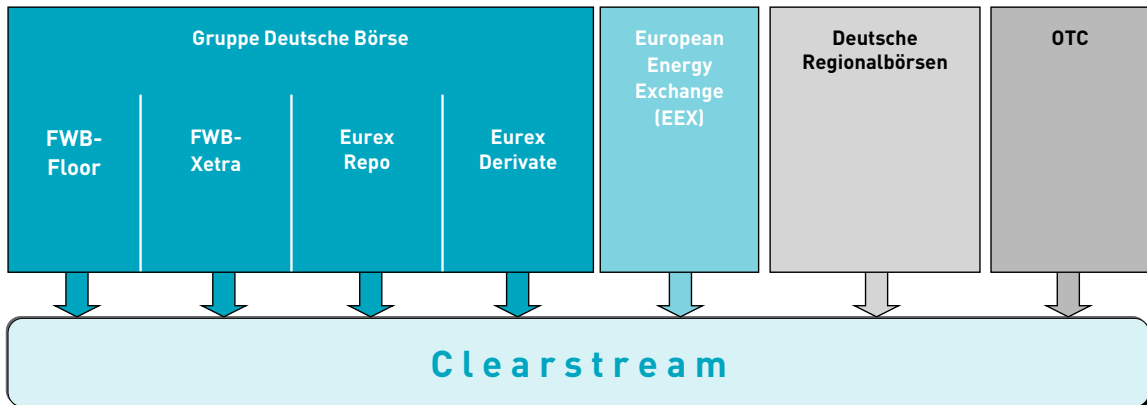 Gruppe Deutsche Börse
FWB-
Floor
FWB-
Xetra
Eurex
Repo
Eurex
Derivate
European
Energy
Exchange
(EEX)
Deutsche
Regionalbörsen
OTC
Clearstream